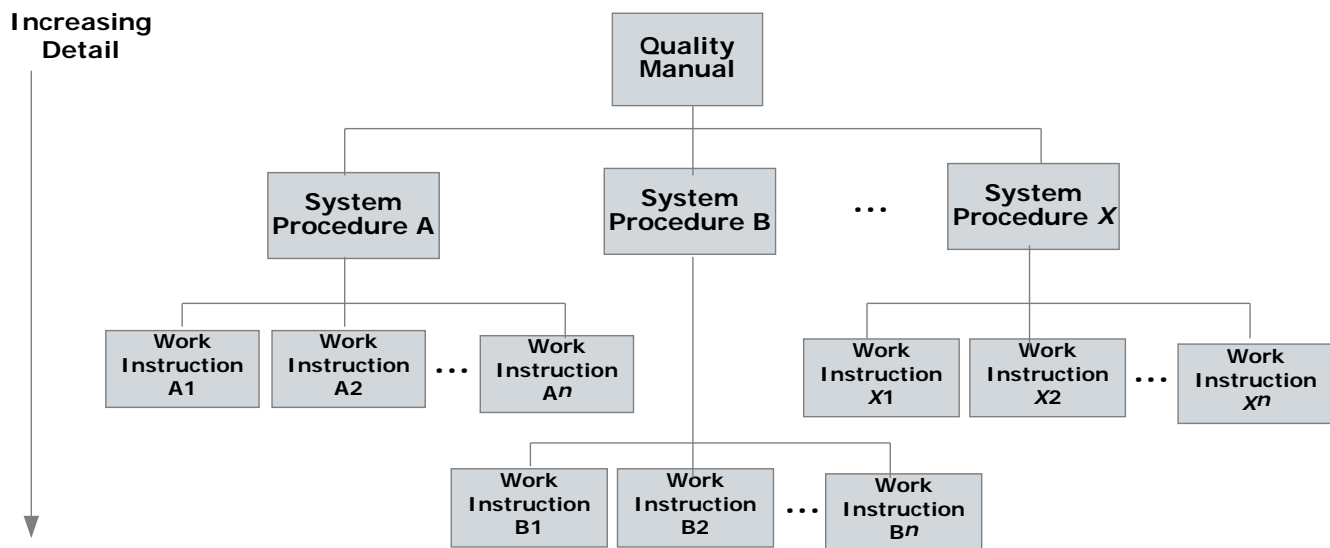 Increasing
Detail
Quality
Manual
System
Procedure A
System
Procedure B
...
System
Procedure X
Work
Instruction
A1
Work
Instruction
A2
...
Work
Instruction
An
Work
Instruction
X1
Work
Instruction
X2
...
Work
Instruction
Xn
Work
Instruction
B1
Work
Instruction
B2
...
Work
Instruction
Bn